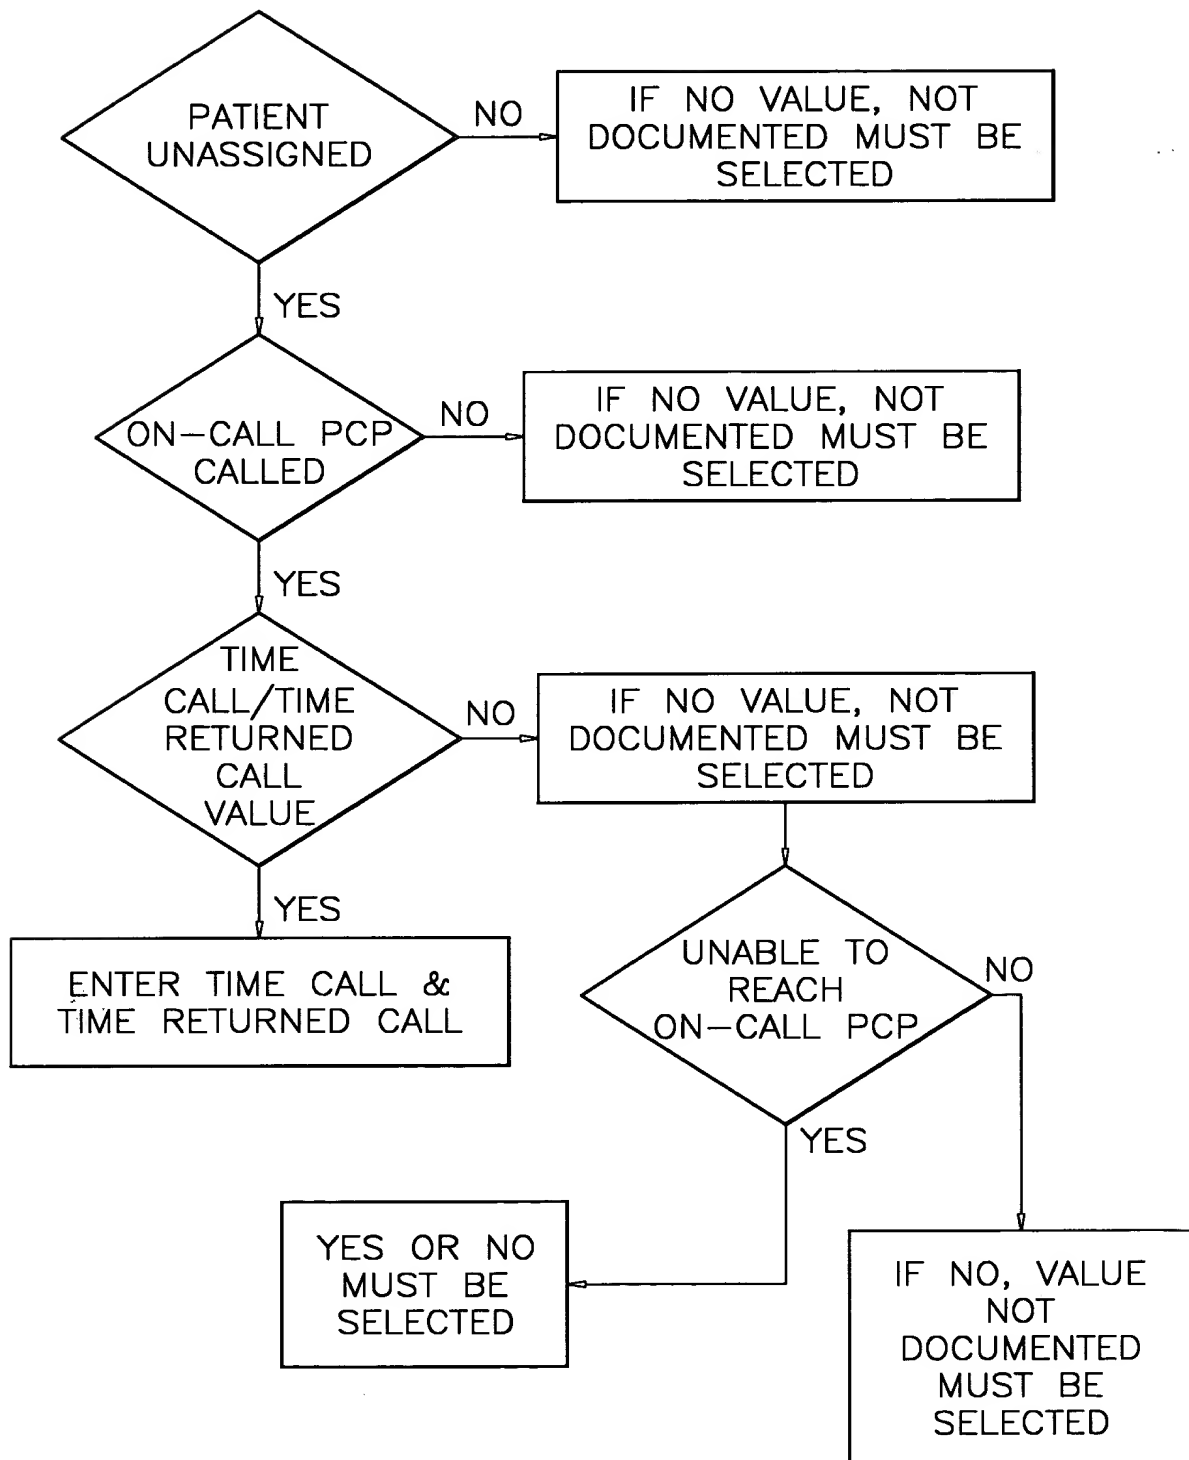 PATIENT
UNASSIGNED
NO
IF NO VALUE, NOT
DOCUMENTED MUST BE
SELECTED
YES
ON-CALL PCP
CALLED
NO
IF NO VALUE, NOT
DOCUMENTED MUST BE
SELECTED
YES
TIME
CALL/TIME
RETURNED
CALL
VALUE
NO
IF NO VALUE, NOT
DOCUMENTED MUST BE
SELECTED
YES
ENTER TIME CALL &
TIME RETURNED CALL
UNABLE TO
REACH
ON-CALL PCP
NO
YES
YES OR NO
MUST BE
SELECTED
IF NO, VALUE
NOT
DOCUMENTED
MUST BE
SELECTED